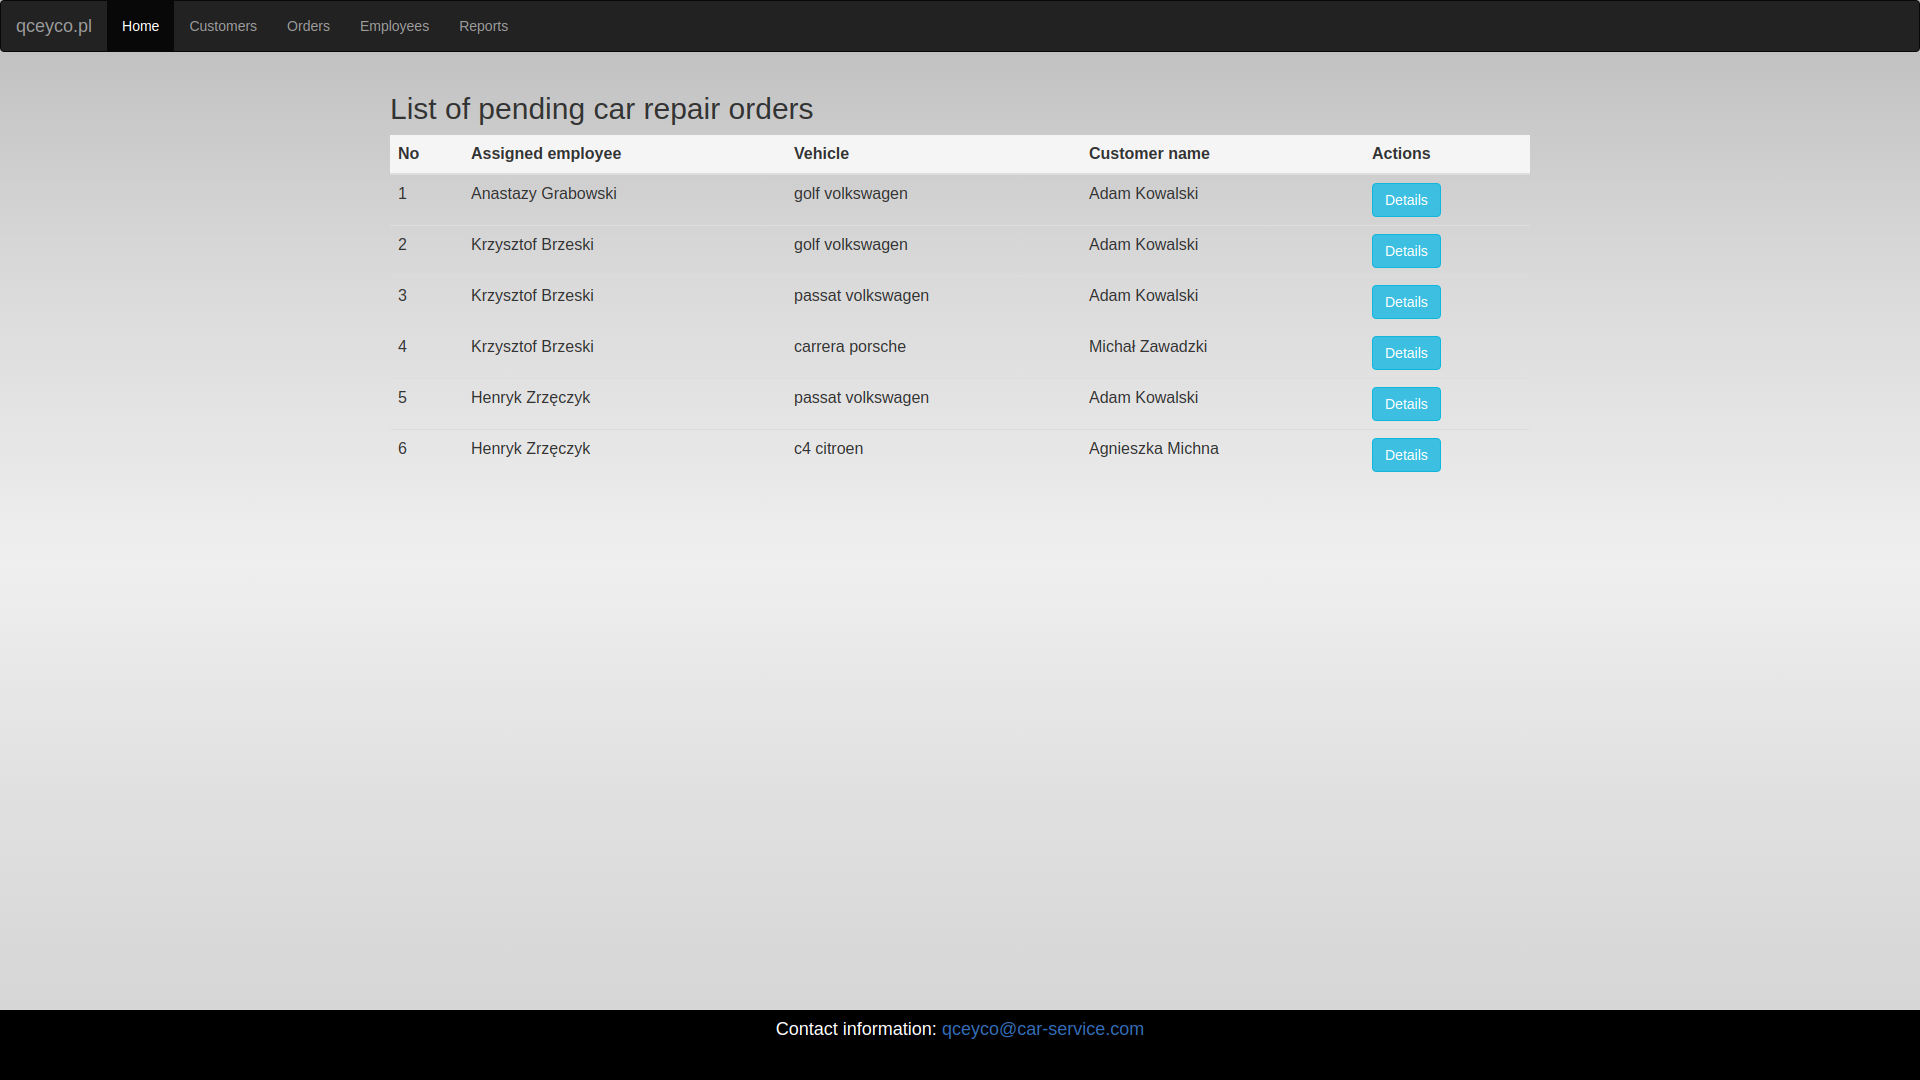 qceyco.pl Home Customers Orders Employees Reports
List of pending car repair orders
No Assigned employee Vehicle Customer name Actions
1 Anastazy Grabowski golf volkswagen Adam Kowalski Details
2 Krzysztof Brzeski golf volkswagen Adam Kowalski Details
3 Krzysztof Brzeski passat volkswagen Adam Kowalski Details
4 Krzysztof Brzeski carrera porsche Michał Zawadzki Details
5 Henryk Zrzęczyk passat volkswagen Adam Kowalski Details
6 Henryk Zrzęczyk c4 citroen Agnieszka Michna Details
Contact information: qceyco@car-service.com